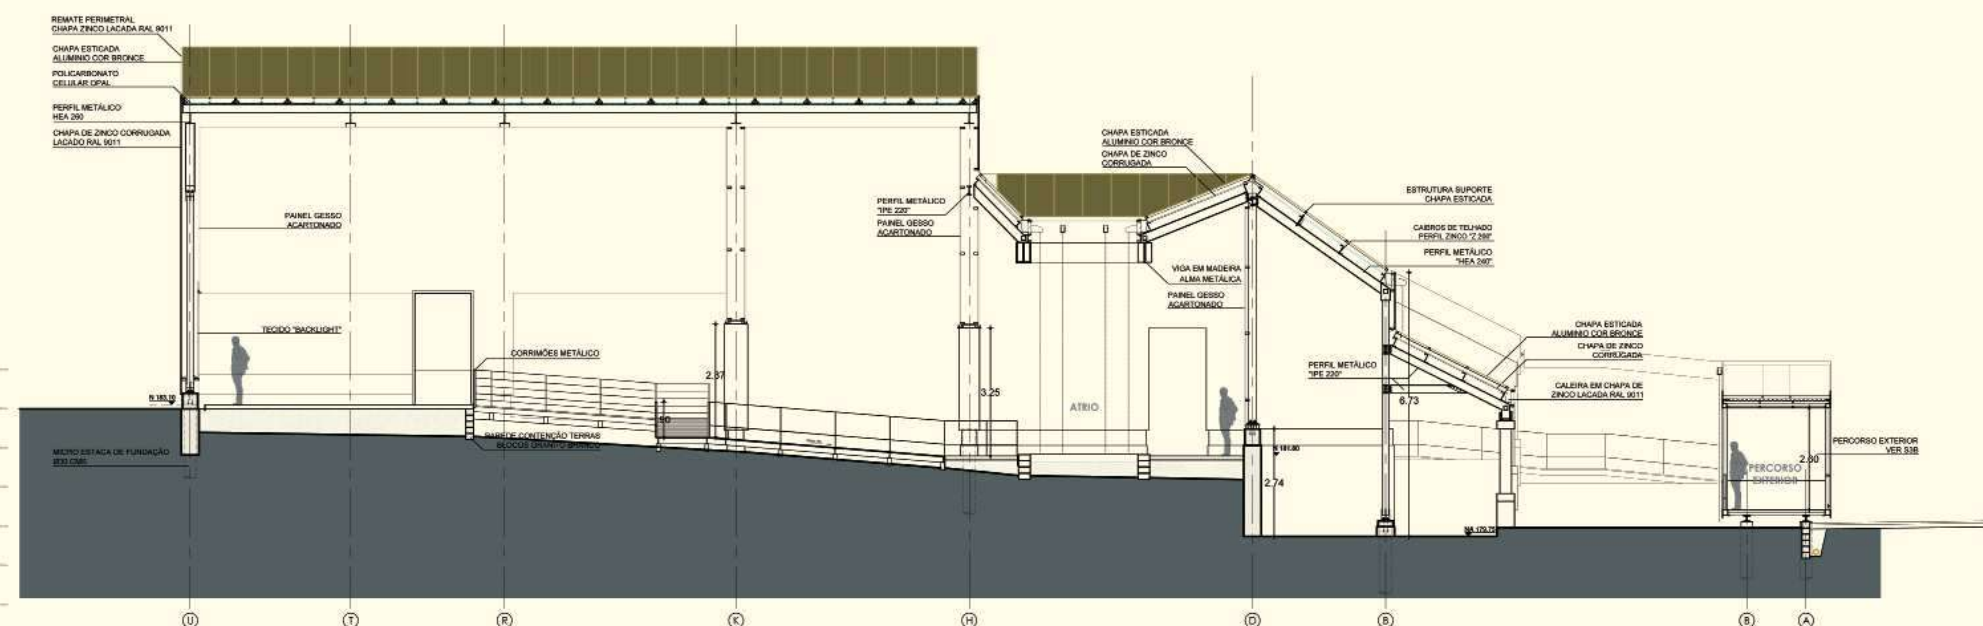 REMATE PERIMETRAL
CHAPA ZINCO LACADA RAL 9011
CHAPA ESTICADA
ALUMINIO COR BRONCE
POLICARBONATO
CELULAR OPAL
PERFIL METÁLICO
HEA 260
CHAPA DE ZINCO CORRUGADA
LACADO RAL 9011
PAINEL GESSO
ACARTONADO
TECIDO "BACKLIGHT"
CORRIMÕES METÁLICO
PAREDE CONTENÇÃO TERRAS
MICRO ESTACA DE FUNDAÇÃO
2.37
3.25
PERFIL METÁLICO
"IPE 220"
PAINEL GESSO
ACARTONADO
ATRIO
CHAPA ESTICADA
ALUMINIO COR BRONCE
CHAPA DE ZINCO
CORRUGADA
VIGA EM MADEIRA
ALMA METÁLICA
PAINEL GESSO
ACARTONADO
2.74
ESTRUTURA SUPORTE
CHAPA ESTICADA
CAIBROS DE TELHADO
PERFIL METÁLICO
"HEA 240"
PERFIL METÁLICO
"IPE 220"
6.73
CHAPA ESTICADA
ALUMINIO COR BRONCE
CHAPA DE ZINCO
CORRUGADA
CALEIRA EM CHAPA DE
ZINCO LACADA RAL 9011
PERCORSO
EXTERIOR
PERCORSO EXTERIOR
VER S3B
U
T
R
K
H
B
A